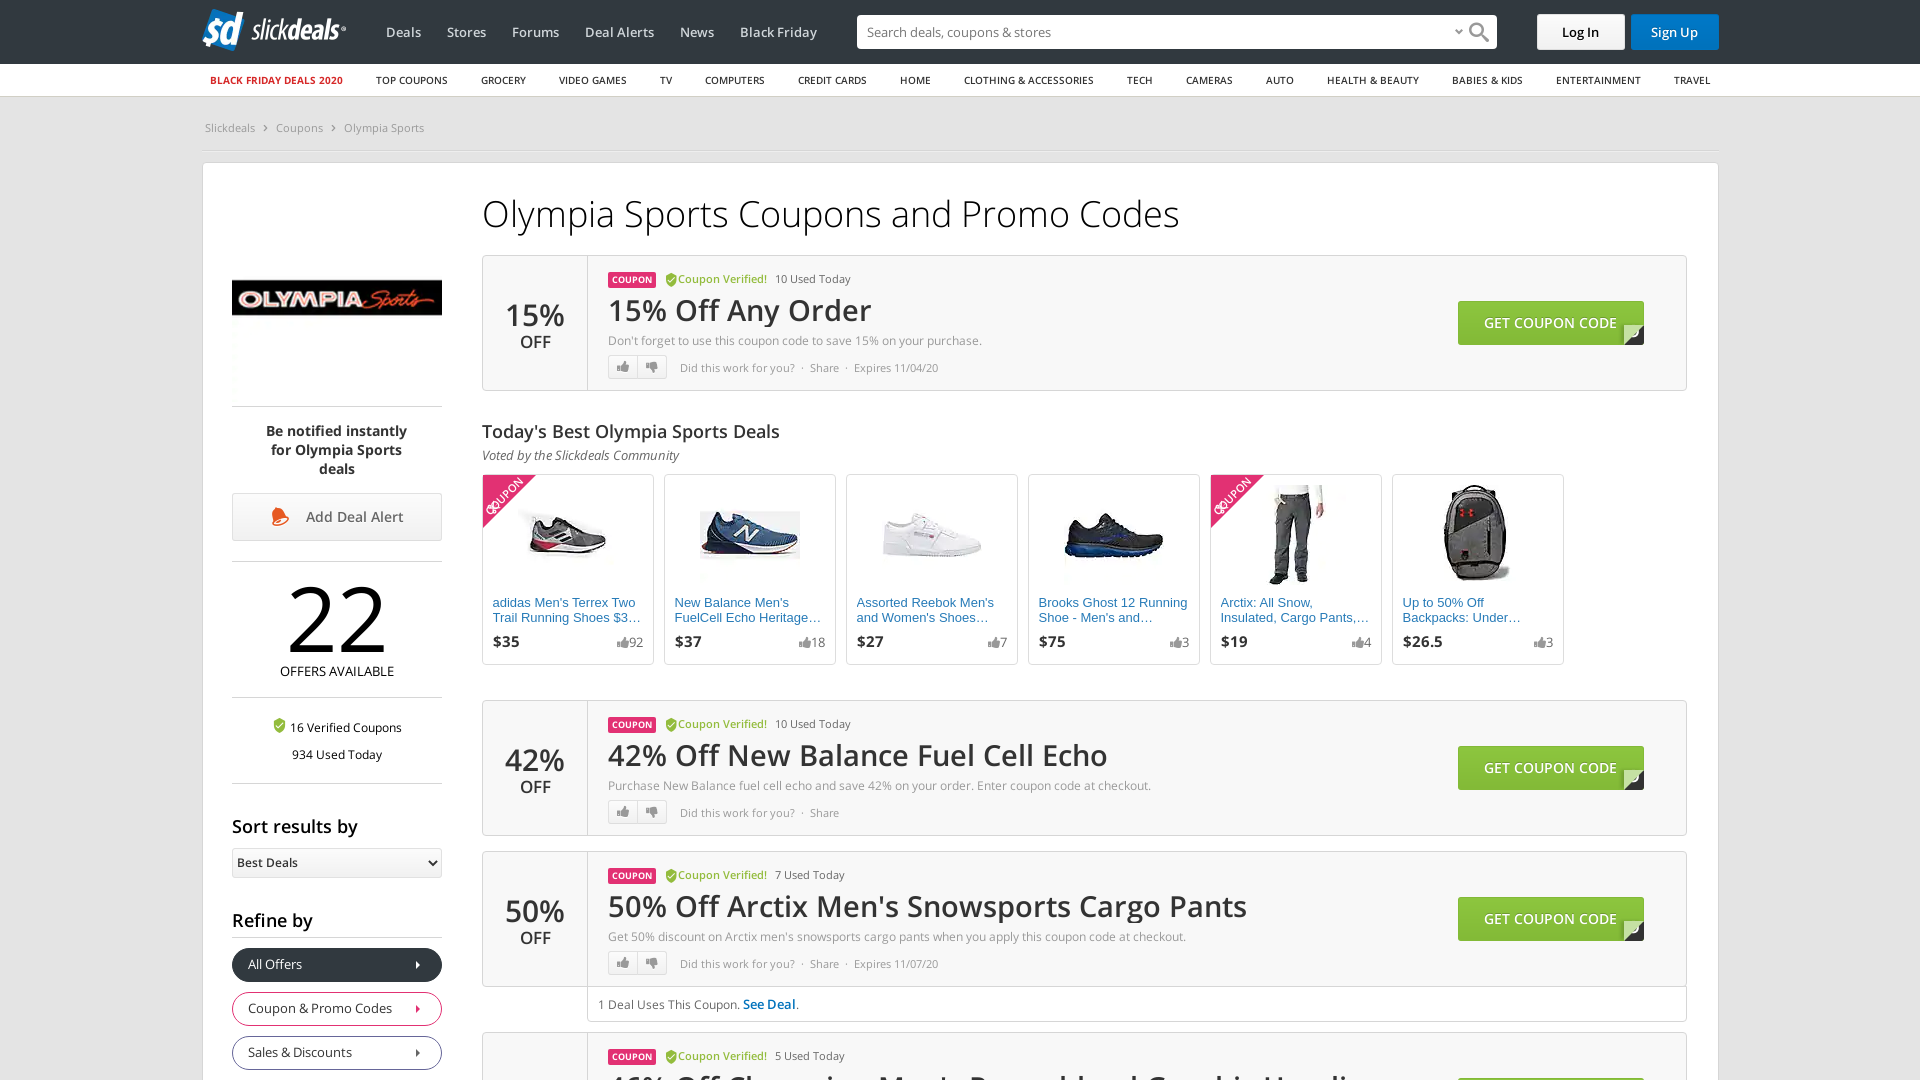 sd slickdeals
Deals Stores Forums Deal Alerts News Black Friday Search deals, coupons & stores Log In Sign Up
BLACK FRIDAY DEALS 2020 TOP COUPONS GROCERY VIDEO GAMES TV COMPUTERS CREDIT CARDS HOME CLOTHING & ACCESSORIES TECH CAMERAS AUTO HEALTH & BEAUTY BABIES & KIDS ENTERTAINMENT TRAVEL
Slickdeals > Coupons > Olympia Sports
OLYMPIA Sports
Be notified instantly
for Olympia Sports
deals
Add Deal Alert
22
OFFERS AVAILABLE
16 Verified Coupons
934 Used Today
Sort results by
Best Deals
Refine by
All Offers
Coupon & Promo Codes
Sales & Discounts
Olympia Sports Coupons and Promo Codes
15%
OFF
COUPON Coupon Verified! 10 Used Today
15% Off Any Order
Don't forget to use this coupon code to save 15% on your purchase.
Did this work for you? · Share · Expires 11/04/20
GET COUPON CODE
Today's Best Olympia Sports Deals
Voted by the Slickdeals Community
COUPON
adidas Men's Terrex Two
Trail Running Shoes $3…
$35 92
New Balance Men's
FuelCell Echo Heritage…
$37 18
Assorted Reebok Men's
and Women's Shoes…
$27 7
Brooks Ghost 12 Running
Shoe - Men's and…
$75 3
COUPON
Arctix: All Snow,
Insulated, Cargo Pants,…
$19 4
Up to 50% Off
Backpacks: Under…
$26.5 3
42%
OFF
COUPON Coupon Verified! 10 Used Today
42% Off New Balance Fuel Cell Echo
Purchase New Balance fuel cell echo and save 42% on your order. Enter coupon code at checkout.
Did this work for you? · Share
GET COUPON CODE
50%
OFF
COUPON Coupon Verified! 7 Used Today
50% Off Arctix Men's Snowsports Cargo Pants
Get 50% discount on Arctix men's snowsports cargo pants when you apply this coupon code at checkout.
Did this work for you? · Share · Expires 11/07/20
GET COUPON CODE
1 Deal Uses This Coupon. See Deal.
COUPON Coupon Verified! 5 Used Today